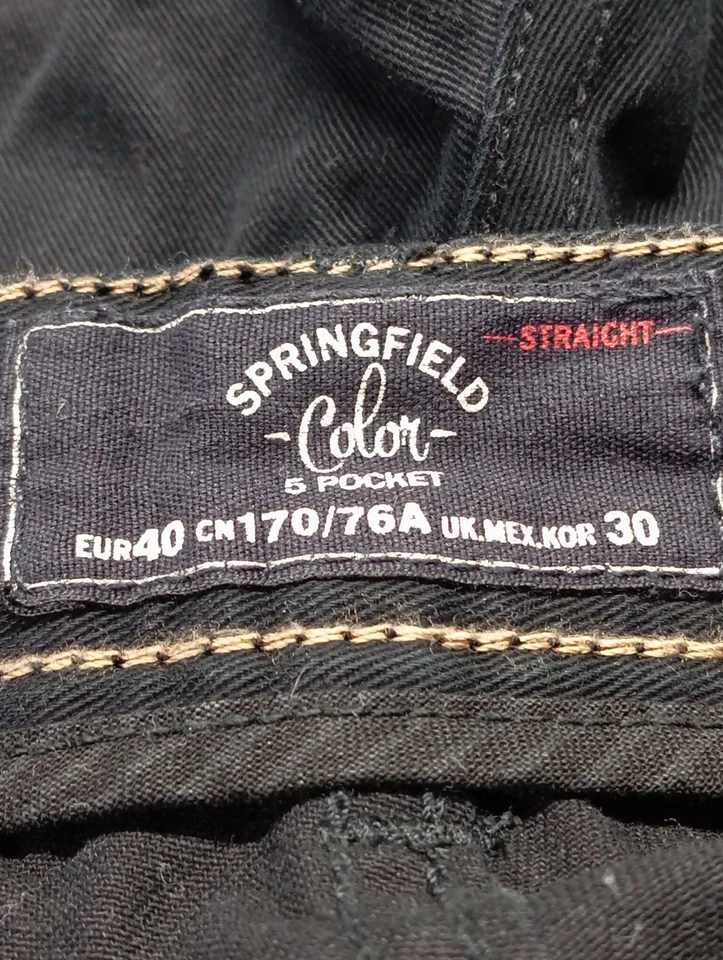 STRAIGHT
SPRINGFIELD
Color
5 POCKET
EUR40 CN170/76A UK.MEX.KOR 30